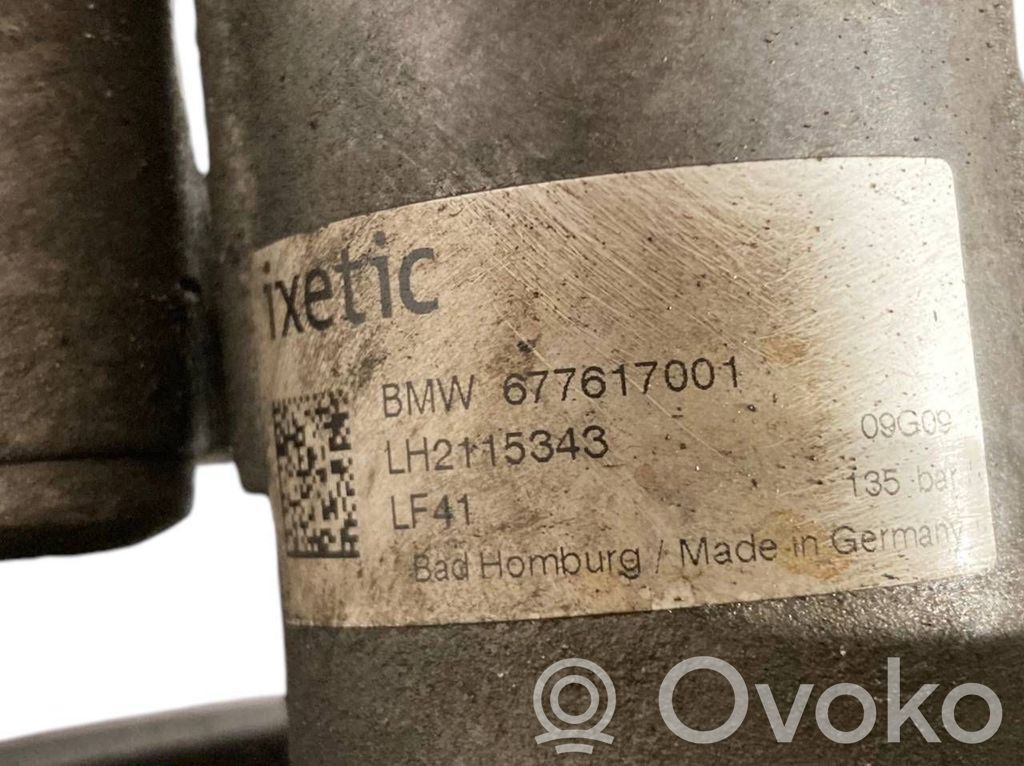 ixetic
BMW 677617001
LH2115343 09G09
LF41 135 bar
Bad Homburg / Made in Germany
Ovoko